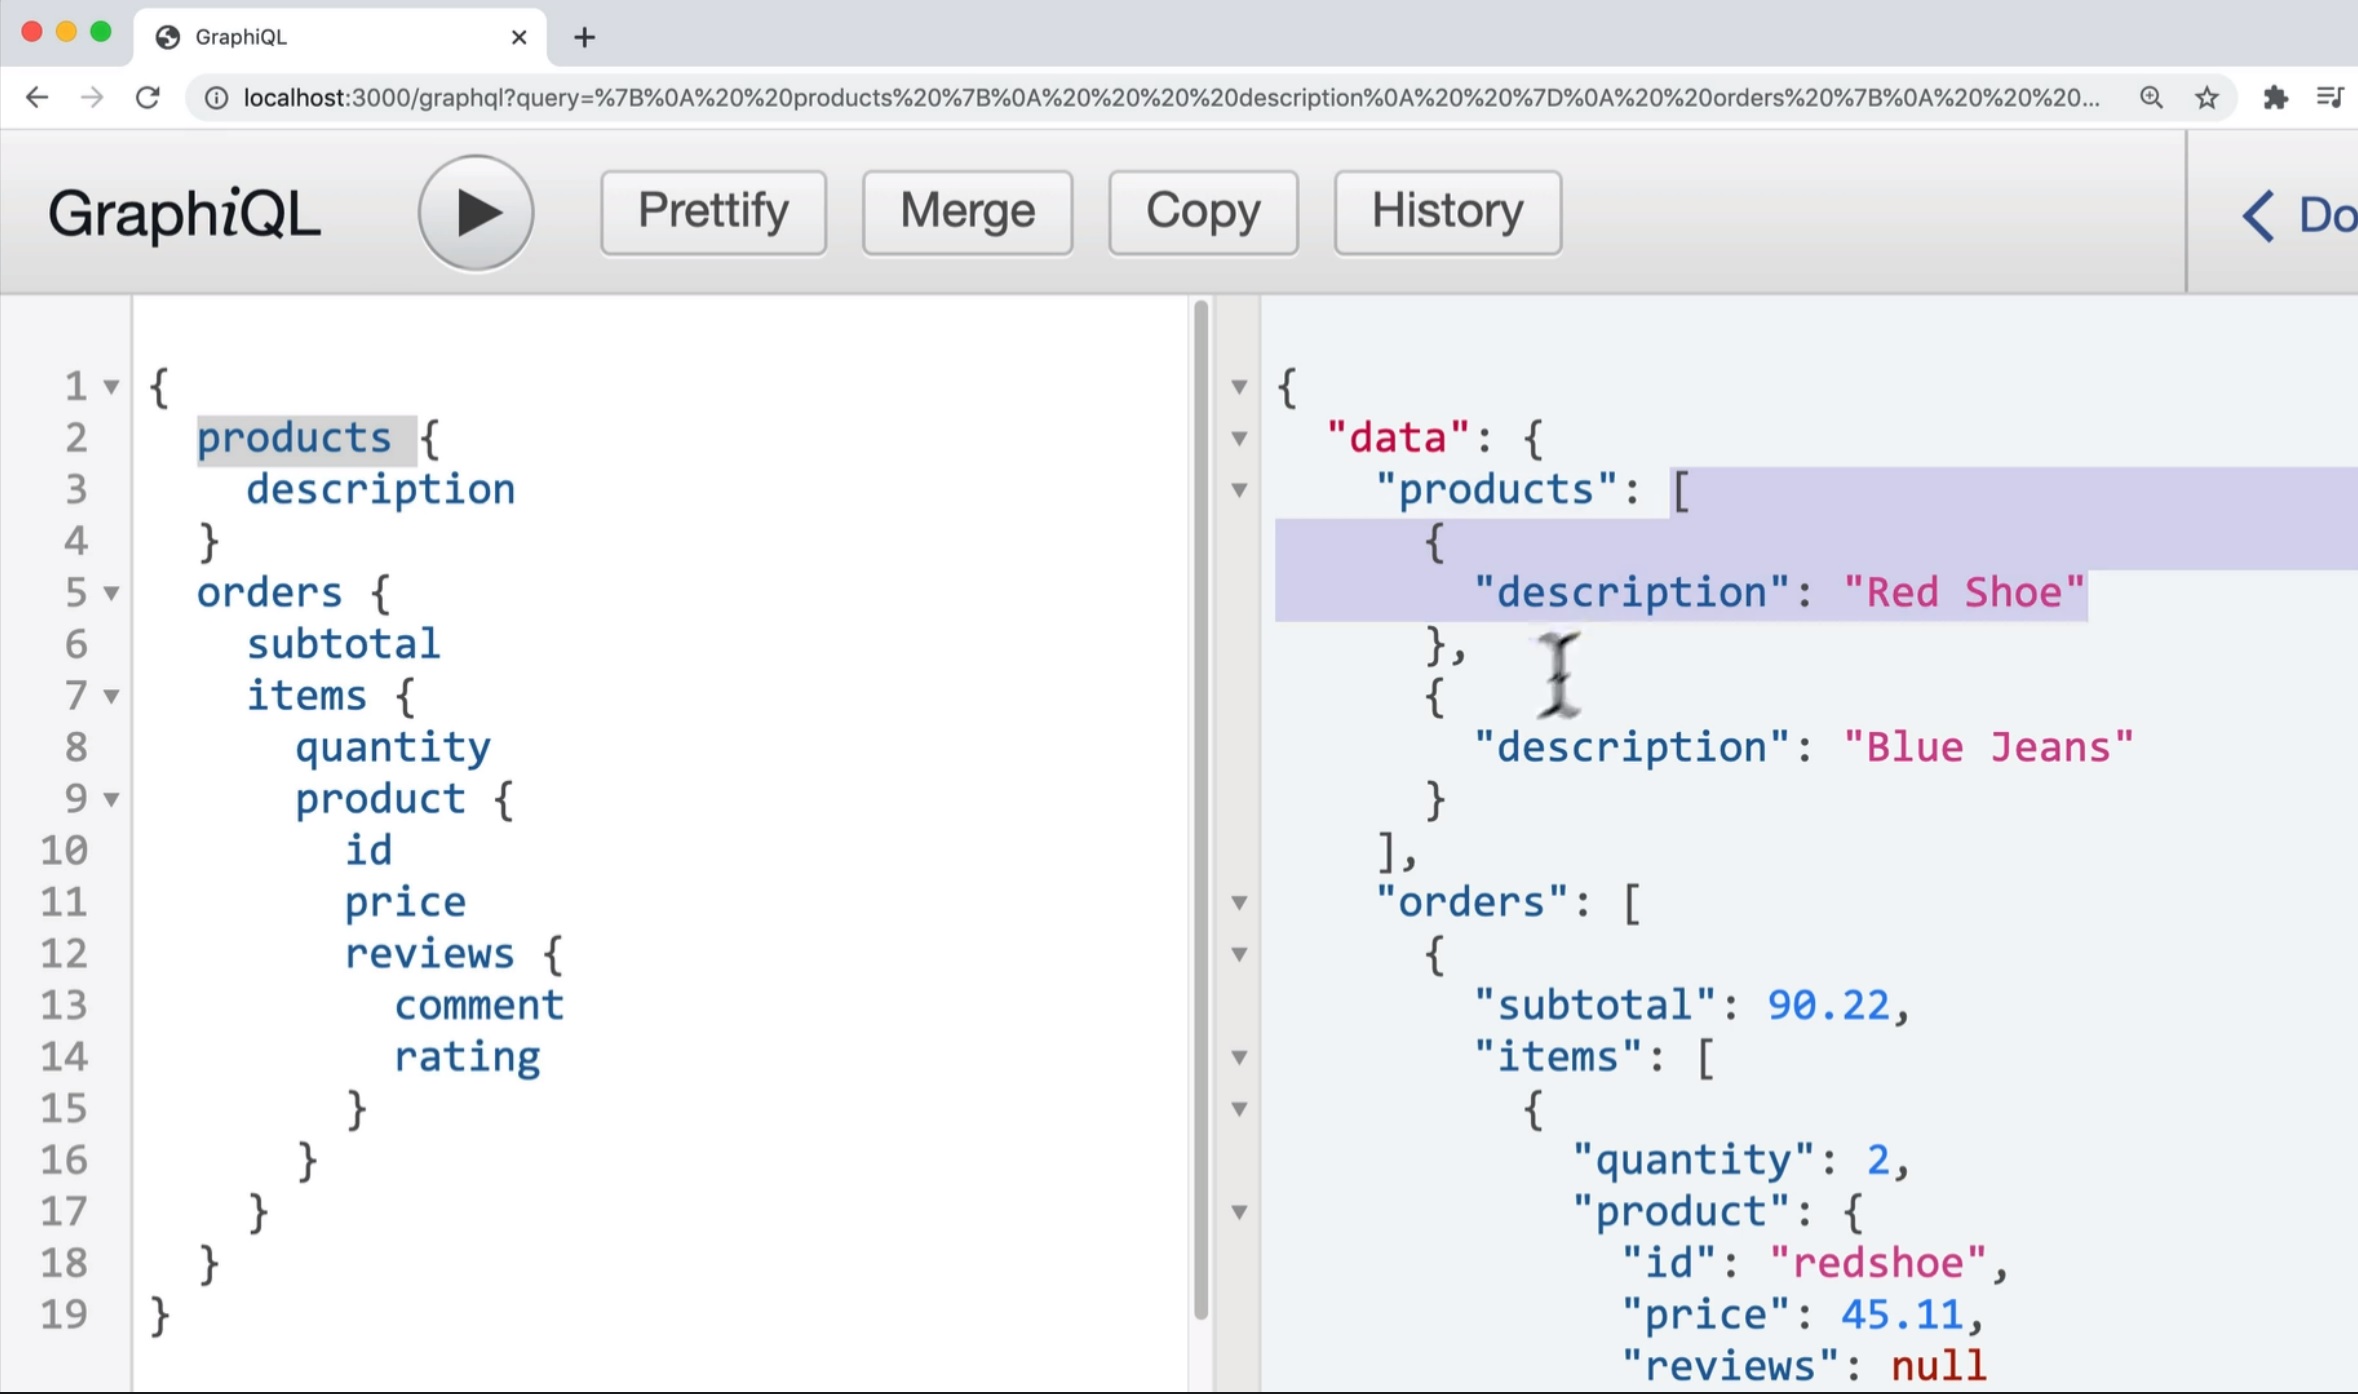 GraphiQL
localhost:3000/graphql?query=%7B%0A%20%20products%20%7B%0A%20%20%20%20description%0A%20%20%7D%0A%20%20orders%20%7B%0A%20%20%20...
GraphiQL
Prettify
Merge
Copy
History
Do
1 {
2 products {
3 description
4 }
5 orders {
6 subtotal
7 items {
8 quantity
9 product {
10 id
11 price
12 reviews {
13 comment
14 rating
15 }
16 }
17 }
18 }
19 }
{
"data": {
"products": [
{
"description": "Red Shoe"
},
{
"description": "Blue Jeans"
}
],
"orders": [
{
"subtotal": 90.22,
"items": [
{
"quantity": 2,
"product": {
"id": "redshoe",
"price": 45.11,
"reviews": null